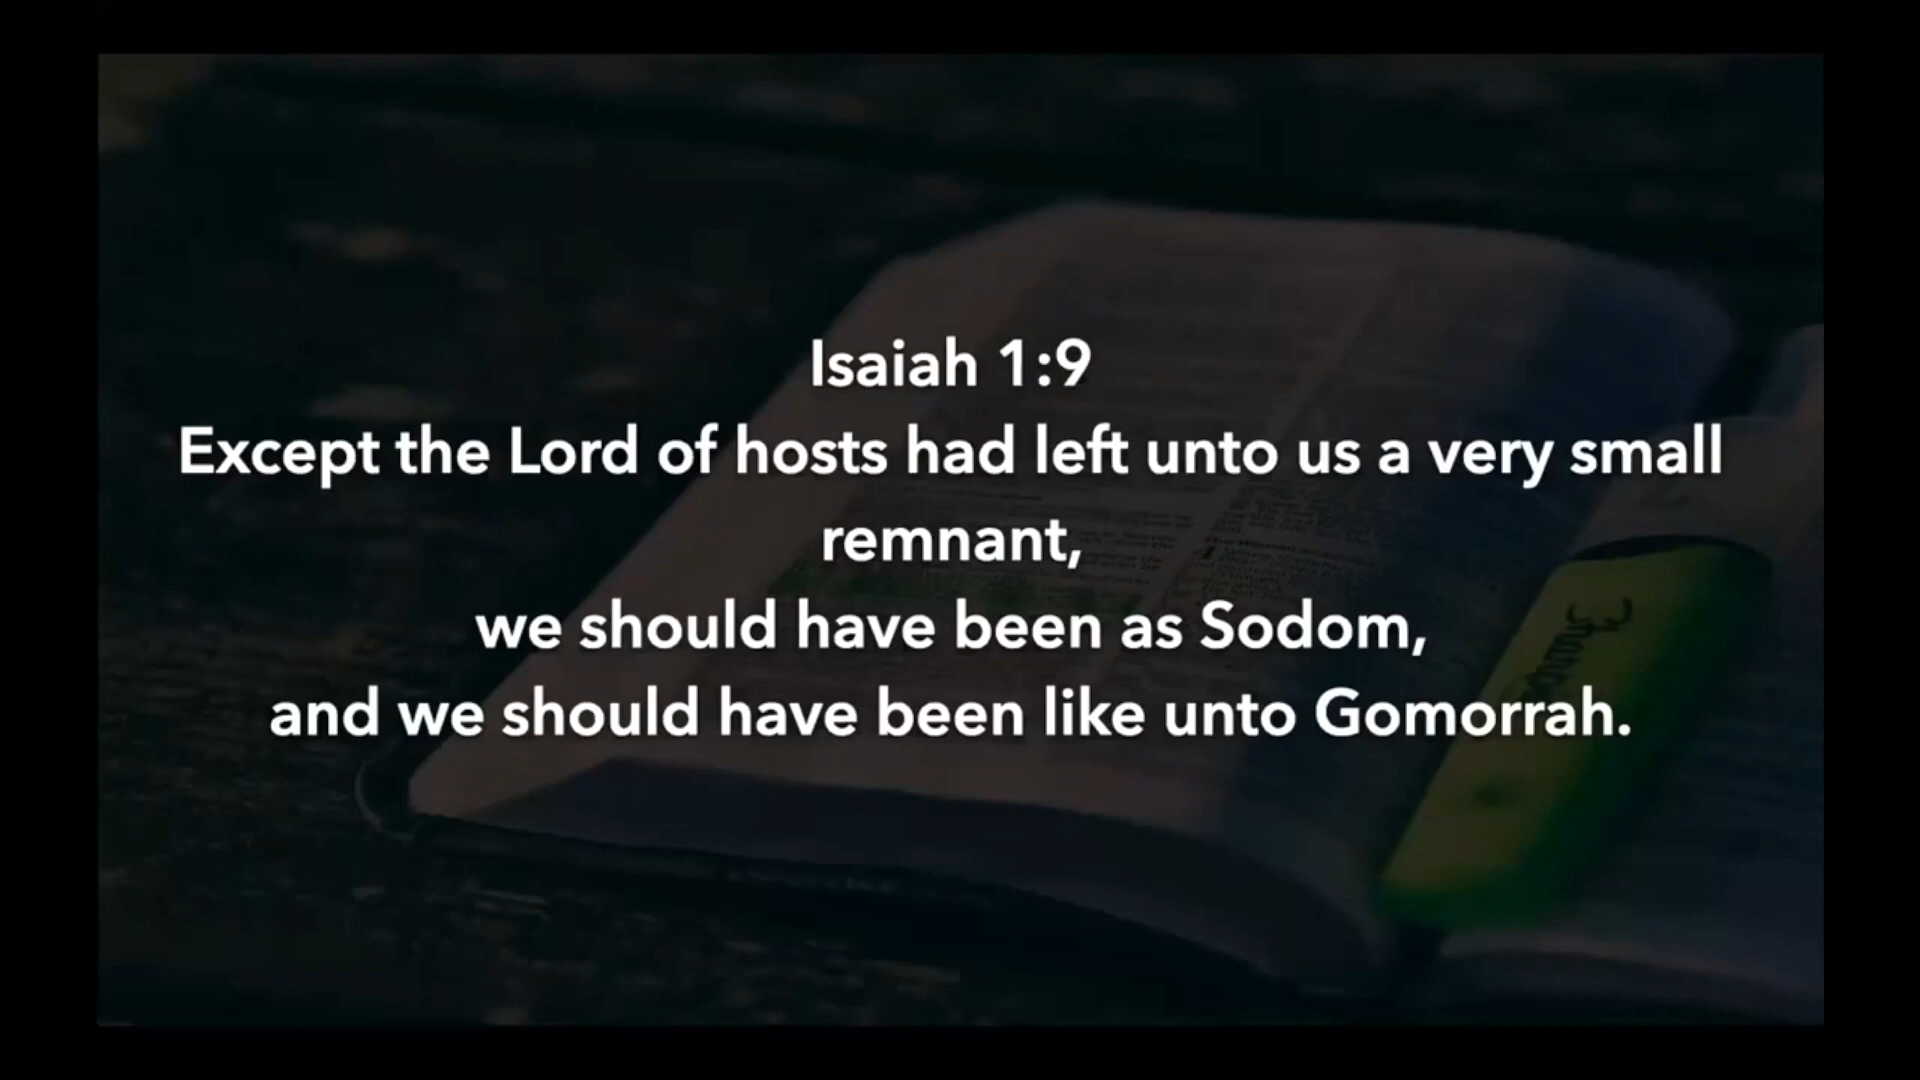 Isaiah 1:9
Except the Lord of hosts had left unto us a very small
remnant,
we should have been as Sodom,
and we should have been like unto Gomorrah.